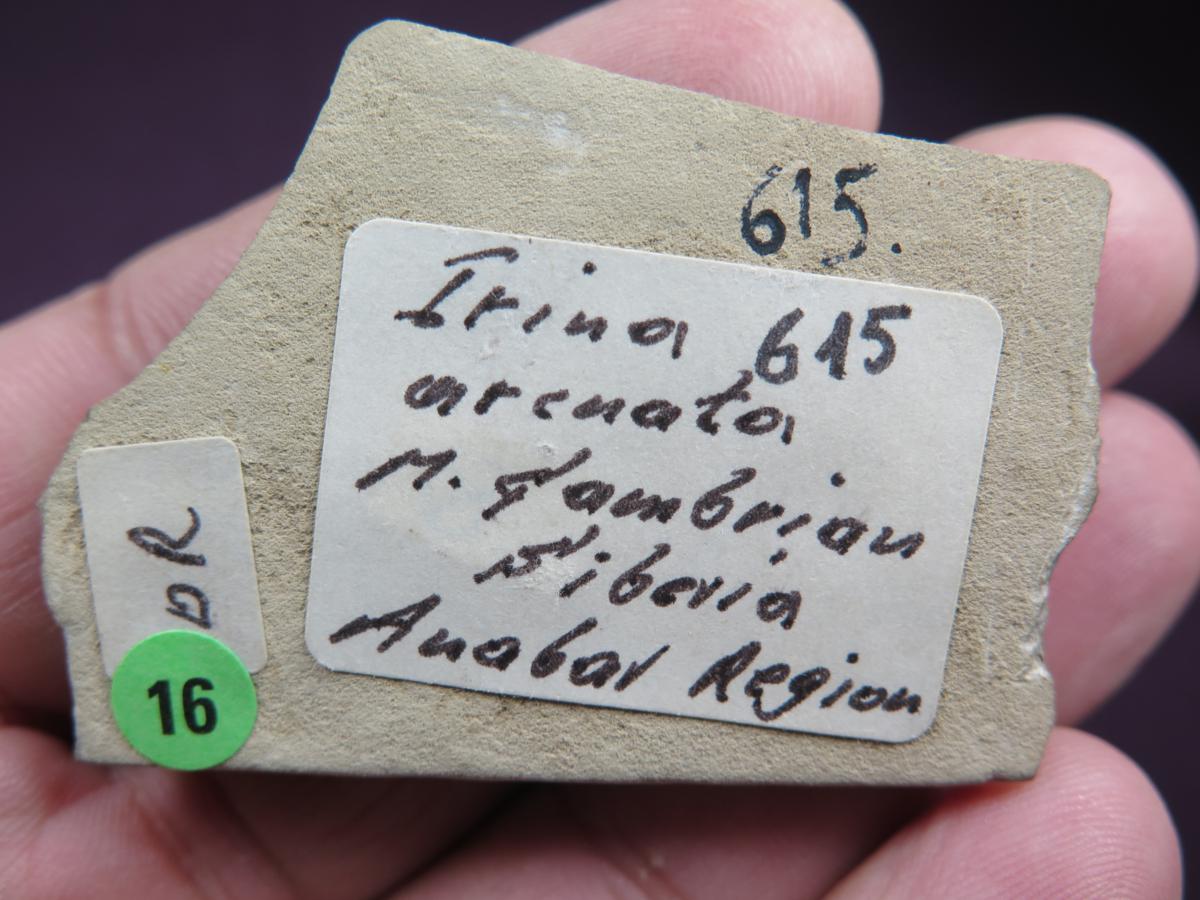 615.
Irina 615
arcuata
M. Cambrian
Siberia
Anabar Region
DR
16